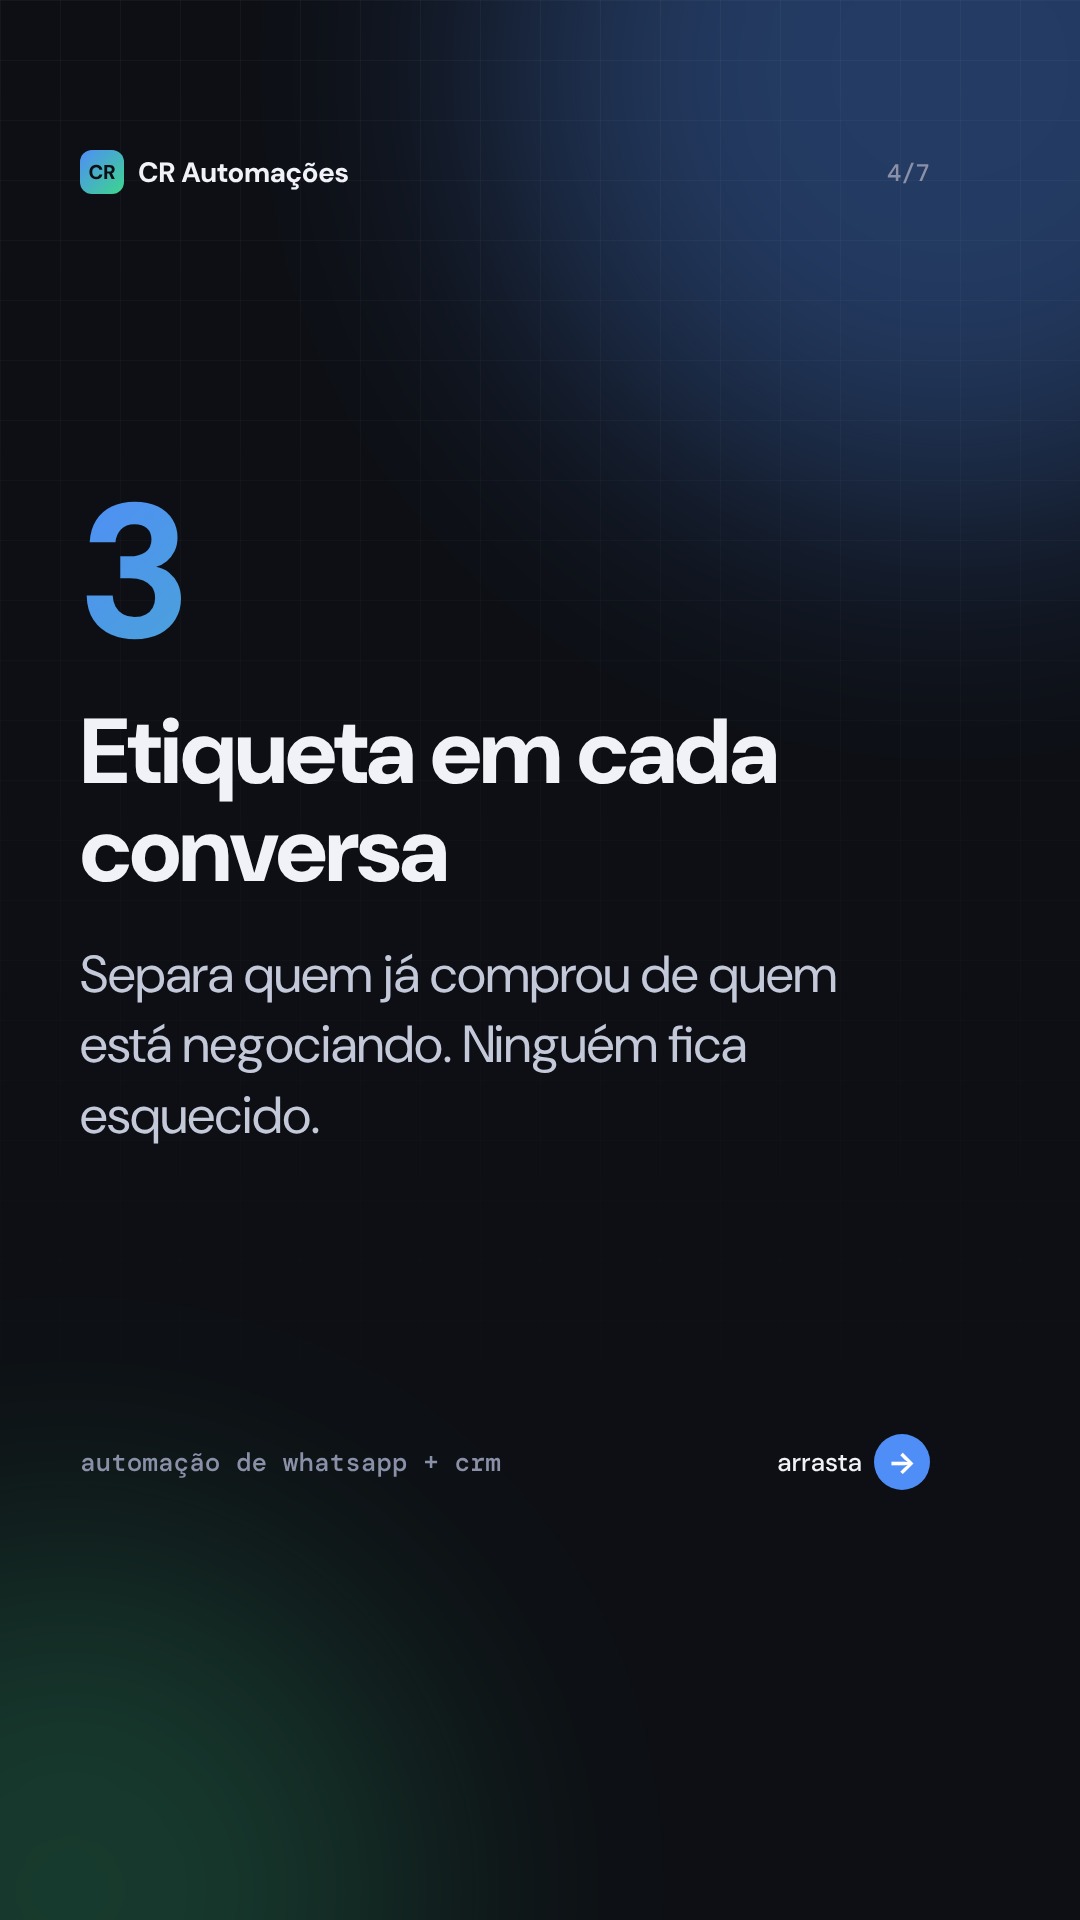 CR CR Automações
4/7
3
Etiqueta em cada
conversa
Separa quem já comprou de quem
está negociando. Ninguém fica
esquecido.
automação de whatsapp + crm
arrasta →